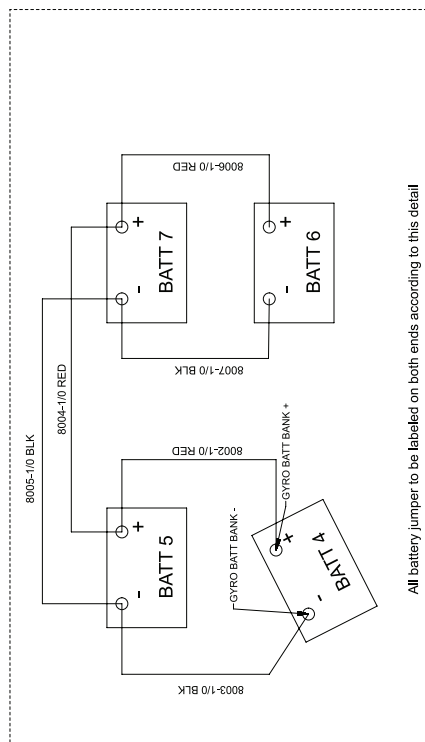 8005-1/0 BLK
8004-1/0 RED
8006-1/0 RED
+
-
BATT 7
+
-
BATT 6
8007-1/0 BLK
8002-1/0 RED
+
-
BATT 5
GYRO BATT BANK +
GYRO BATT BANK -
+
-
BATT 4
8003-1/0 BLK
All battery jumper to be labeled on both ends according to this detail